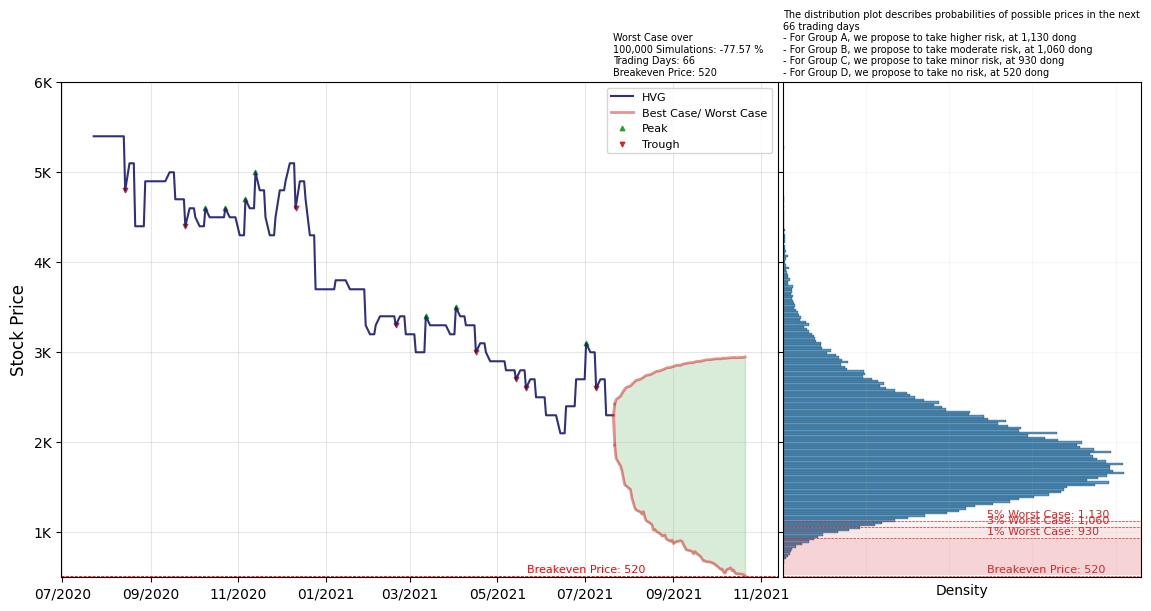 Worst Case over
100,000 Simulations: -77.57 %
Trading Days: 66
Breakeven Price: 520
The distribution plot describes probabilities of possible prices in the next
66 trading days
- For Group A, we propose to take higher risk, at 1,130 dong
- For Group B, we propose to take moderate risk, at 1,060 dong
- For Group C, we propose to take minor risk, at 930 dong
- For Group D, we propose to take no risk, at 520 dong
HVG
Best Case/ Worst Case
Peak
Trough
Stock Price
6K
5K
4K
3K
2K
1K
Breakeven Price: 520
07/2020
09/2020
11/2020
01/2021
03/2021
05/2021
07/2021
09/2021
11/2021
5% Worst Case: 1,130
3% Worst Case: 1,060
1% Worst Case: 930
Breakeven Price: 520
Density